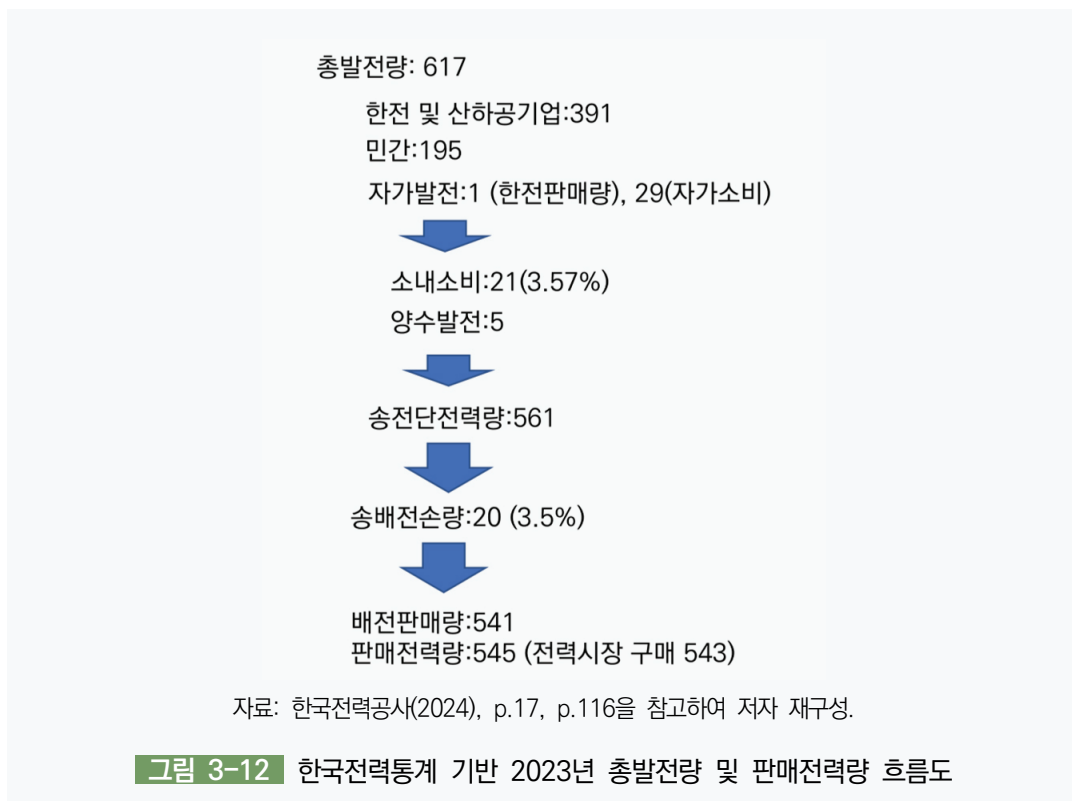 총발전량: 617
한전 및 산하공기업:391
민간:195
자가발전:1 (한전판매량), 29(자가소비)
소내소비:21(3.57%)
양수발전:5
송전단전력량:561
송배전손량:20 (3.5%)
배전판매량:541
판매전력량:545 (전력시장 구매 543)
자료: 한국전력공사(2024), p.17, p.116을 참고하여 저자 재구성.
그림 3-12 한국전력통계 기반 2023년 총발전량 및 판매전력량 흐름도